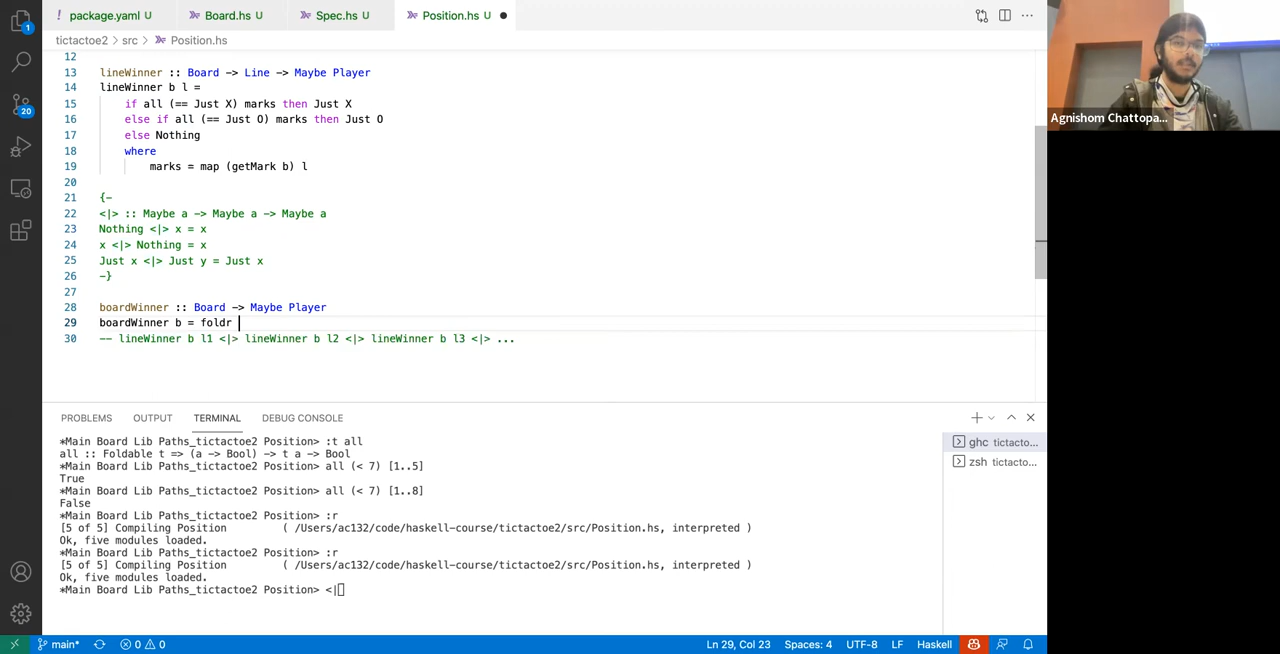 ! package.yaml U
Board.hs U
Spec.hs U
Position.hs U ●
tictactoe2 > src > Position.hs
12
13 lineWinner :: Board -> Line -> Maybe Player
14 lineWinner b l =
15 if all (== Just X) marks then Just X
16 else if all (== Just O) marks then Just O
17 else Nothing
18 where
19 marks = map (getMark b) l
20
21 {-
22 <|> :: Maybe a -> Maybe a -> Maybe a
23 Nothing <|> x = x
24 x <|> Nothing = x
25 Just x <|> Just y = Just x
26 -}
27
28 boardWinner :: Board -> Maybe Player
29 boardWinner b = foldr
30 -- lineWinner b l1 <|> lineWinner b l2 <|> lineWinner b l3 <|> ...
PROBLEMS OUTPUT TERMINAL DEBUG CONSOLE
*Main Board Lib Paths_tictactoe2 Position> :t all
all :: Foldable t => (a -> Bool) -> t a -> Bool
*Main Board Lib Paths_tictactoe2 Position> all (< 7) [1..5]
True
*Main Board Lib Paths_tictactoe2 Position> all (< 7) [1..8]
False
*Main Board Lib Paths_tictactoe2 Position> :r
[5 of 5] Compiling Position ( /Users/ac132/code/haskell-course/tictactoe2/src/Position.hs, interpreted )
Ok, five modules loaded.
*Main Board Lib Paths_tictactoe2 Position> :r
[5 of 5] Compiling Position ( /Users/ac132/code/haskell-course/tictactoe2/src/Position.hs, interpreted )
Ok, five modules loaded.
*Main Board Lib Paths_tictactoe2 Position> <|
ghc tictacto...
zsh tictacto...
1
20
main* 0 0
Ln 29, Col 23 Spaces: 4 UTF-8 LF Haskell
Agnishom Chattopa...